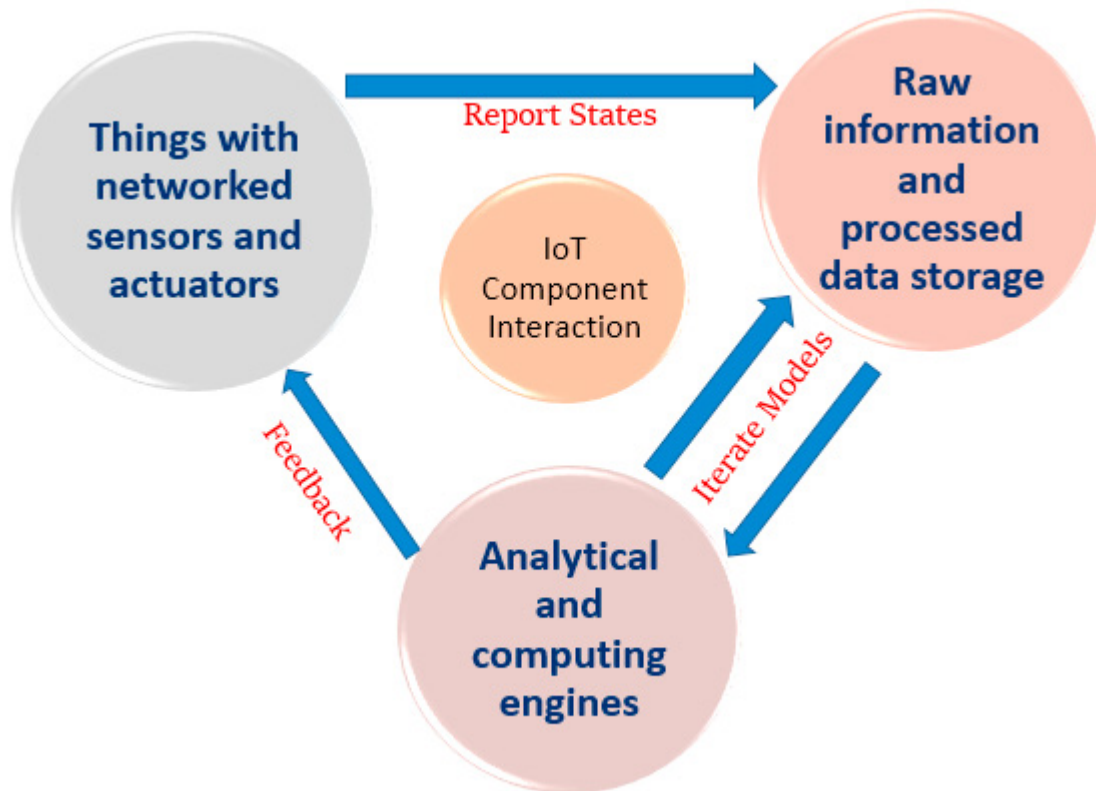 Things with
networked
sensors and
actuators
Report States
Raw
information
and
processed
data storage
IoT
Component
Interaction
Iterate Models
Feedback
Analytical
and
computing
engines